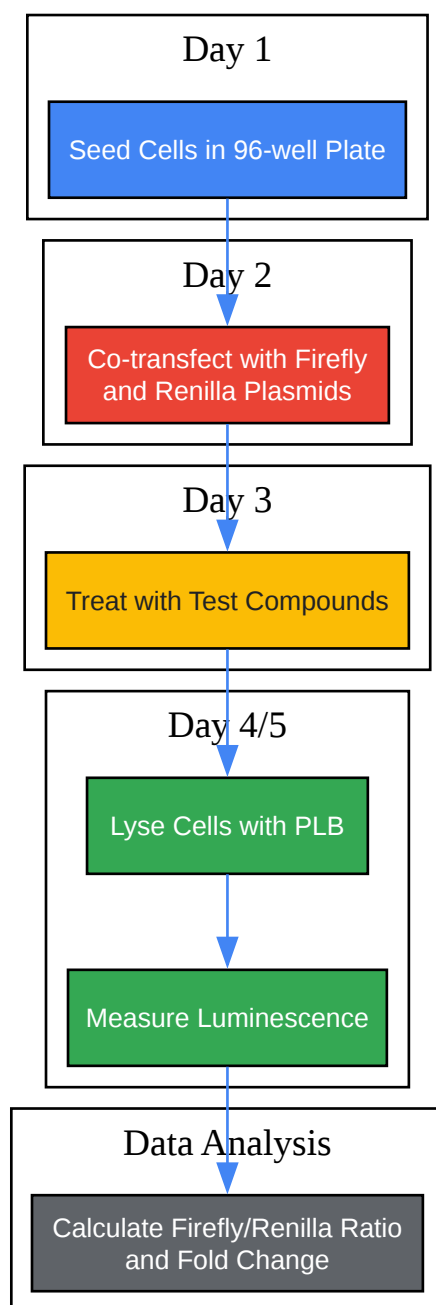 Day 1
Seed Cells in 96-well Plate
Day 2
Co-transfect with Firefly
and Renilla Plasmids
Day 3
Treat with Test Compounds
Day 4/5
Lyse Cells with PLB
Measure Luminescence
Data Analysis
Calculate Firefly/Renilla Ratio
and Fold Change